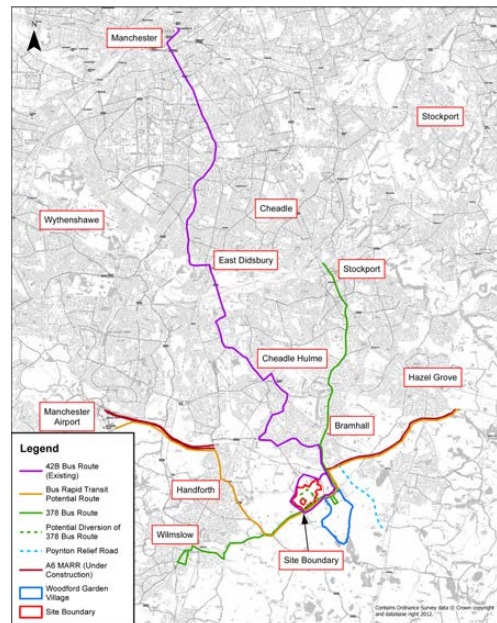 N
Manchester
Stockport
Cheadle
Wythenshawe
East Didsbury
Stockport
Cheadle Hulme
Hazel Grove
Manchester
Airport
Bramhall
Handforth
Wilmslow
Site Boundary
Legend
42B Bus Route
(Existing)
Bus Rapid Transit
Potential Route
378 Bus Route
Potential Diversion of
378 Bus Route
Poynton Relief Road
A6 MARR (Under
Construction)
Woodford Garden
Village
Site Boundary
Contains Ordnance Survey data © Crown copyright
and database right 2012.